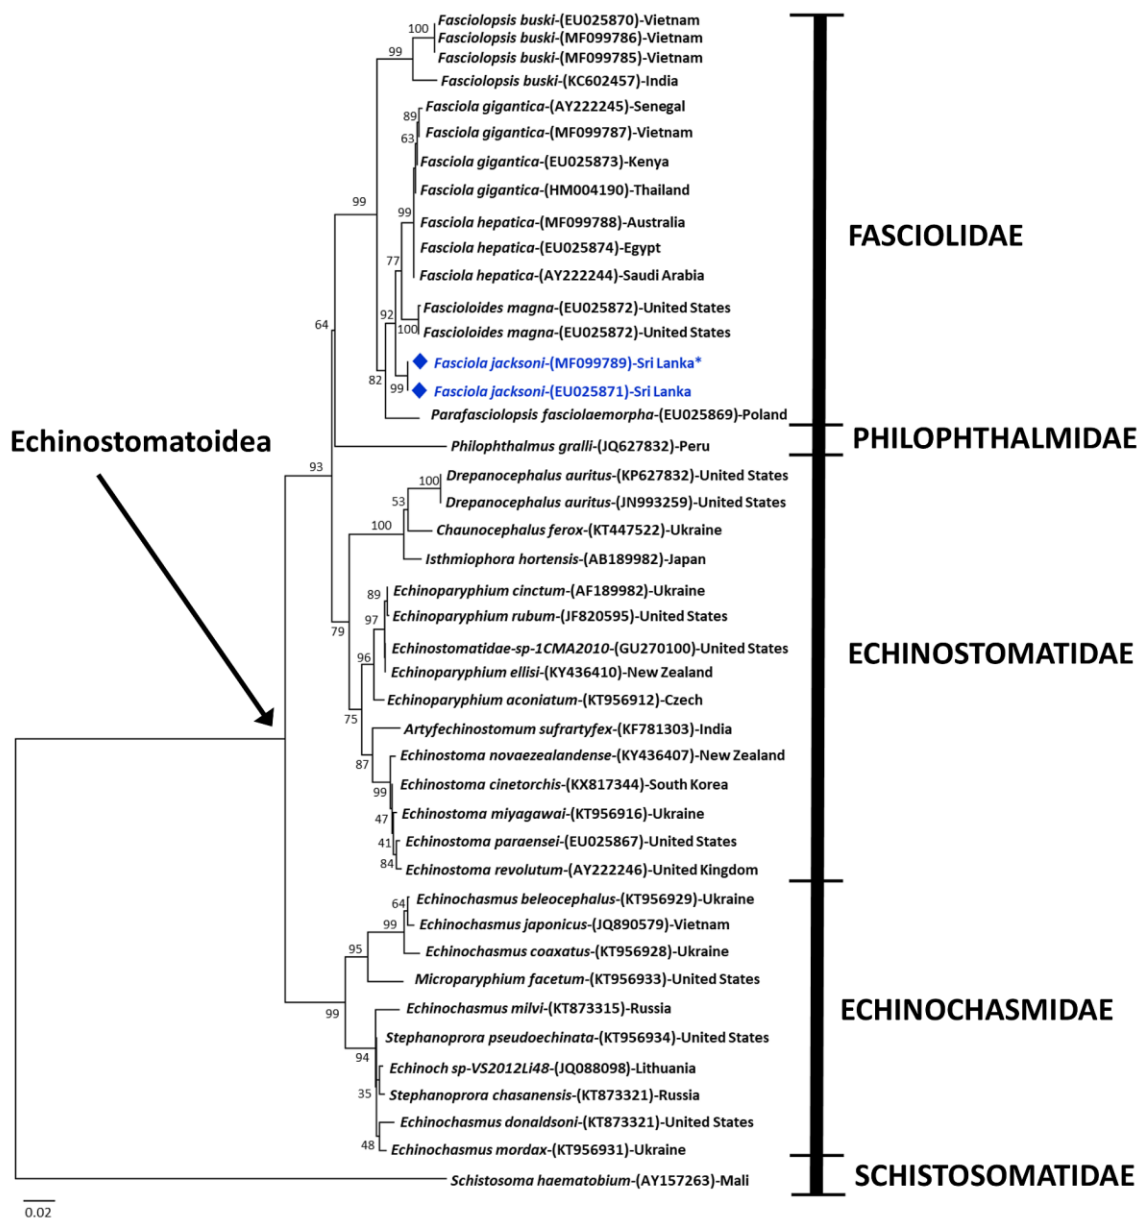 Fasciolopsis buski-(EU025870)-Vietnam
100
Fasciolopsis buski-(MF099786)-Vietnam
99
Fasciolopsis buski-(MF099785)-Vietnam
Fasciolopsis buski-(KC602457)-India
Fasciola gigantica-(AY222245)-Senegal
89
Fasciola gigantica-(MF099787)-Vietnam
63
Fasciola gigantica-(EU025873)-Kenya
Fasciola gigantica-(HM004190)-Thailand
99
99
Fasciola hepatica-(MF099788)-Australia
FASCIOLIDAE
Fasciola hepatica-(EU025874)-Egypt
77
Fasciola hepatica-(AY222244)-Saudi Arabia
Fascioloides magna-(EU025872)-United States
92
64
100
Fascioloides magna-(EU025872)-United States
Fasciola jacksoni-(MF099789)-Sri Lanka*
82
99
Fasciola jacksoni-(EU025871)-Sri Lanka
Parafasciolopsis fasciolaemorpha-(EU025869)-Poland
Echinostomatoidea
PHILOPHTHALMIDAE
Philophthalmus gralli-(JQ627832)-Peru
93
Drepanocephalus auritus-(KP627832)-United States
100
53
Drepanocephalus auritus-(JN993259)-United States
100
Chaunocephalus ferox-(KT447522)-Ukraine
Isthmiophora hortensis-(AB189982)-Japan
Echinoparyphium cinctum-(AF189982)-Ukraine
89
Echinoparyphium rubum-(JF820595)-United States
97
79
Echinostomatidae-sp-1CMA2010-(GU270100)-United States
ECHINOSTOMATIDAE
96
Echinoparyphium ellisi-(KY436410)-New Zealand
Echinoparyphium aconiatum-(KT956912)-Czech
75
Artyfechinostomum sufrartyfex-(KF781303)-India
Echinostoma novaezealandense-(KY436407)-New Zealand
87
Echinostoma cinetorchis-(KX817344)-South Korea
99
Echinostoma miyagawai-(KT956916)-Ukraine
47
Echinostoma paraensei-(EU025867)-United States
41
84
Echinostoma revolutum-(AY222246)-United Kingdom
Echinochasmus beleocephalus-(KT956929)-Ukraine
64
Echinochasmus japonicus-(JQ890579)-Vietnam
99
95
Echinochasmus coaxatus-(KT956928)-Ukraine
Microparyphium facetum-(KT956933)-United States
99
Echinochasmus milvi-(KT873315)-Russia
ECHINOCHASMIDAE
Stephanoprora pseudoechinata-(KT956934)-United States
94
Echinoch sp-VS2012Li48-(JQ088098)-Lithuania
35
Stephanoprora chasanensis-(KT873321)-Russia
Echinochasmus donaldsoni-(KT873321)-United States
48
Echinochasmus mordax-(KT956931)-Ukraine
SCHISTOSOMATIDAE
Schistosoma haematobium-(AY157263)-Mali
0.02